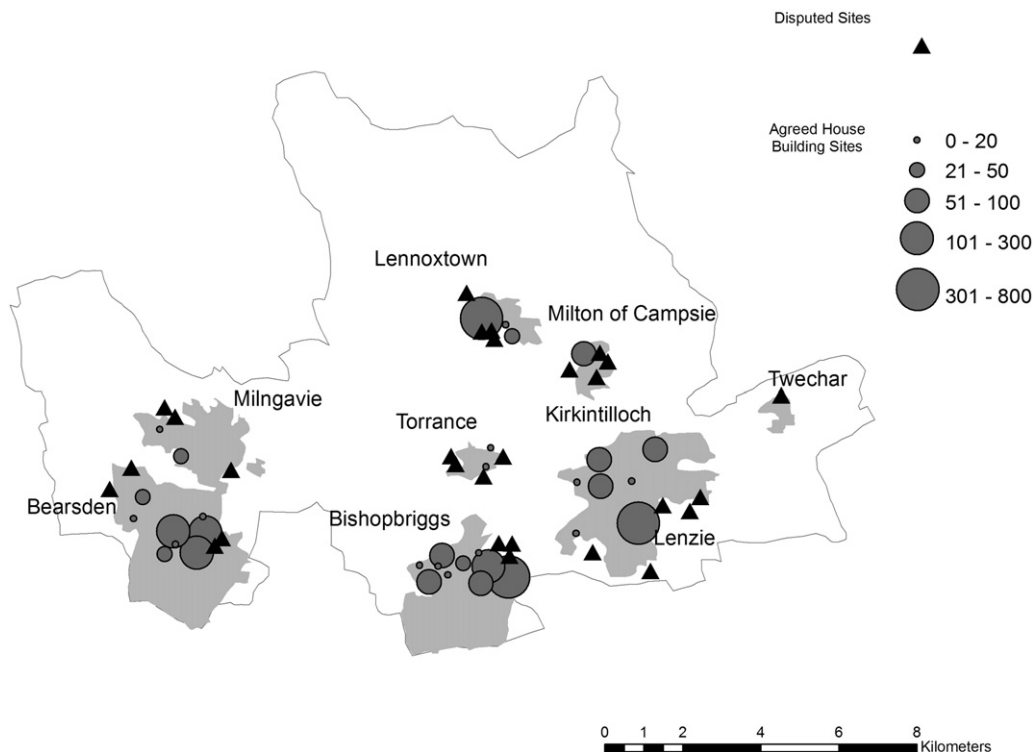 Disputed Sites
Agreed House
Building Sites
0 - 20
21 - 50
51 - 100
101 - 300
301 - 800
Lennoxtown
Milton of Campsie
Twechar
Milngavie
Torrance
Kirkintilloch
Bearsden
Bishopbriggs
Lenzie
0 1 2 4 6 8
Kilometers